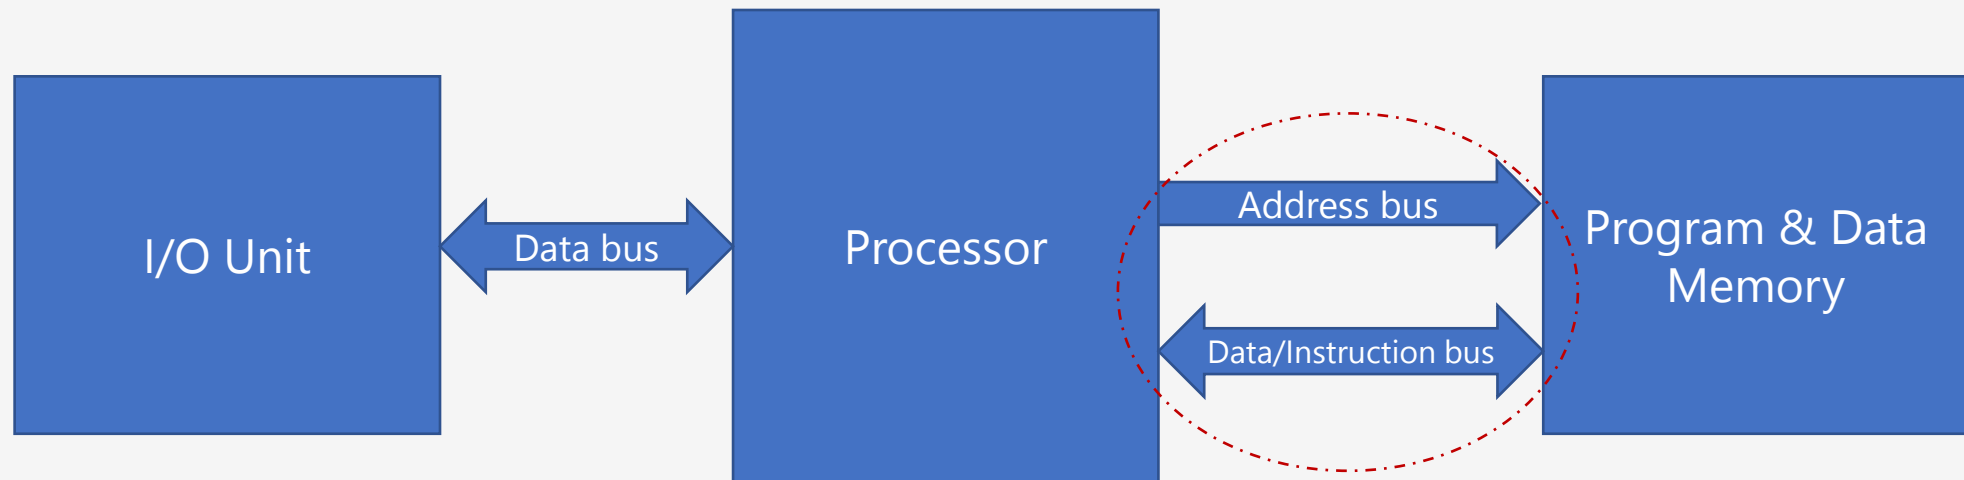 I/O Unit
Data bus
Processor
Address bus
Data/Instruction bus
Program & Data
Memory